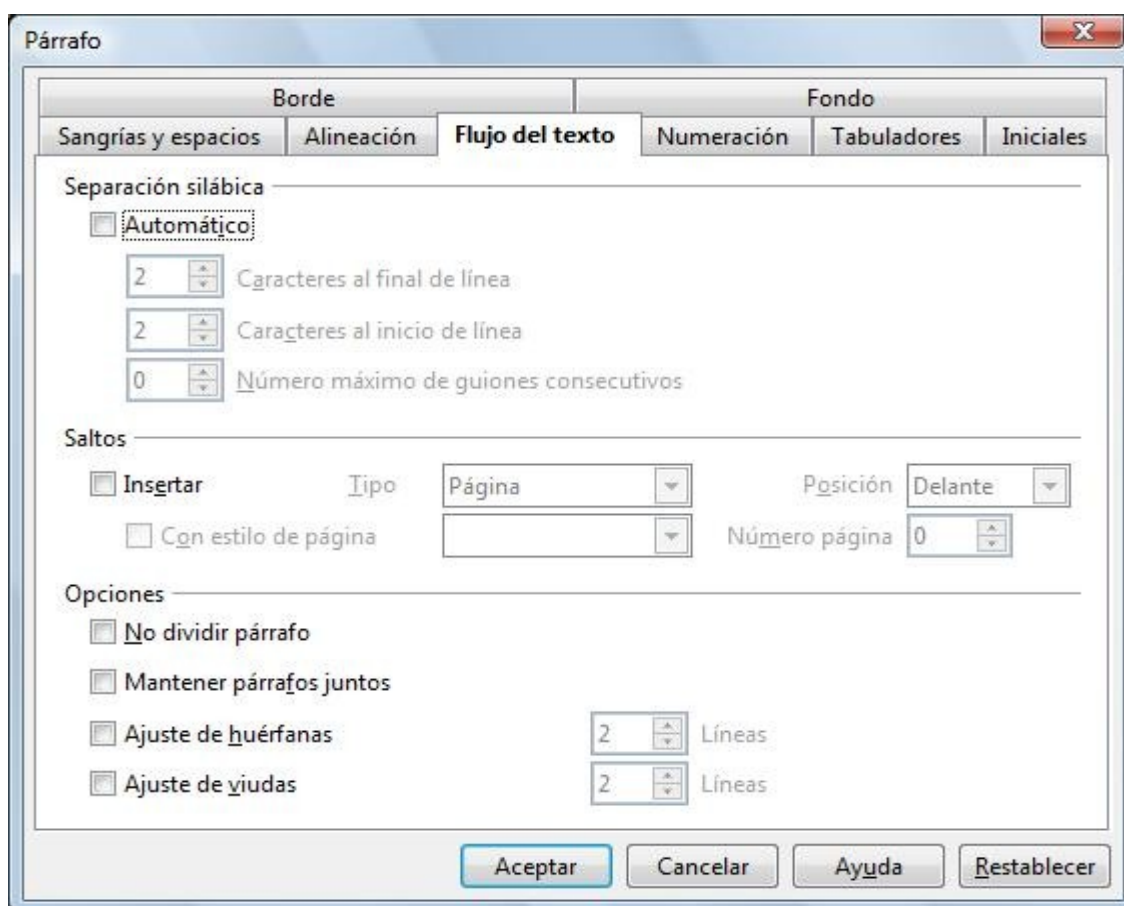 Párrafo
Borde Fondo
Sangrías y espacios Alineación Flujo del texto Numeración Tabuladores Iniciales
Separación silábica
Automático
2 Caracteres al final de línea
2 Caracteres al inicio de línea
0 Número máximo de guiones consecutivos
Saltos
Insertar Tipo Página Posición Delante
Con estilo de página Número página 0
Opciones
No dividir párrafo
Mantener párrafos juntos
Ajuste de huérfanas 2 Líneas
Ajuste de viudas 2 Líneas
Aceptar Cancelar Ayuda Restablecer